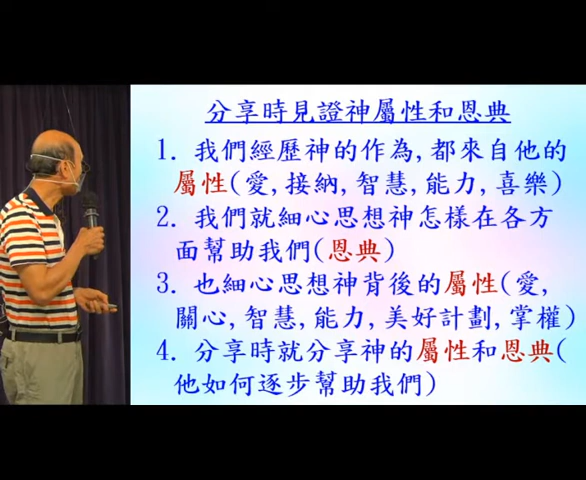 分享時見證神屬性和恩典
1. 我們經歷神的作為, 都來自他的
屬性(愛, 接納, 智慧, 能力, 喜樂)
2. 我們就細心思想神怎樣在各方
面幫助我們(恩典)
3. 也細心思想神背後的屬性(愛,
關心, 智慧, 能力, 美好計劃, 掌權)
4. 分享時就分享神的屬性和恩典(
他如何逐步幫助我們)